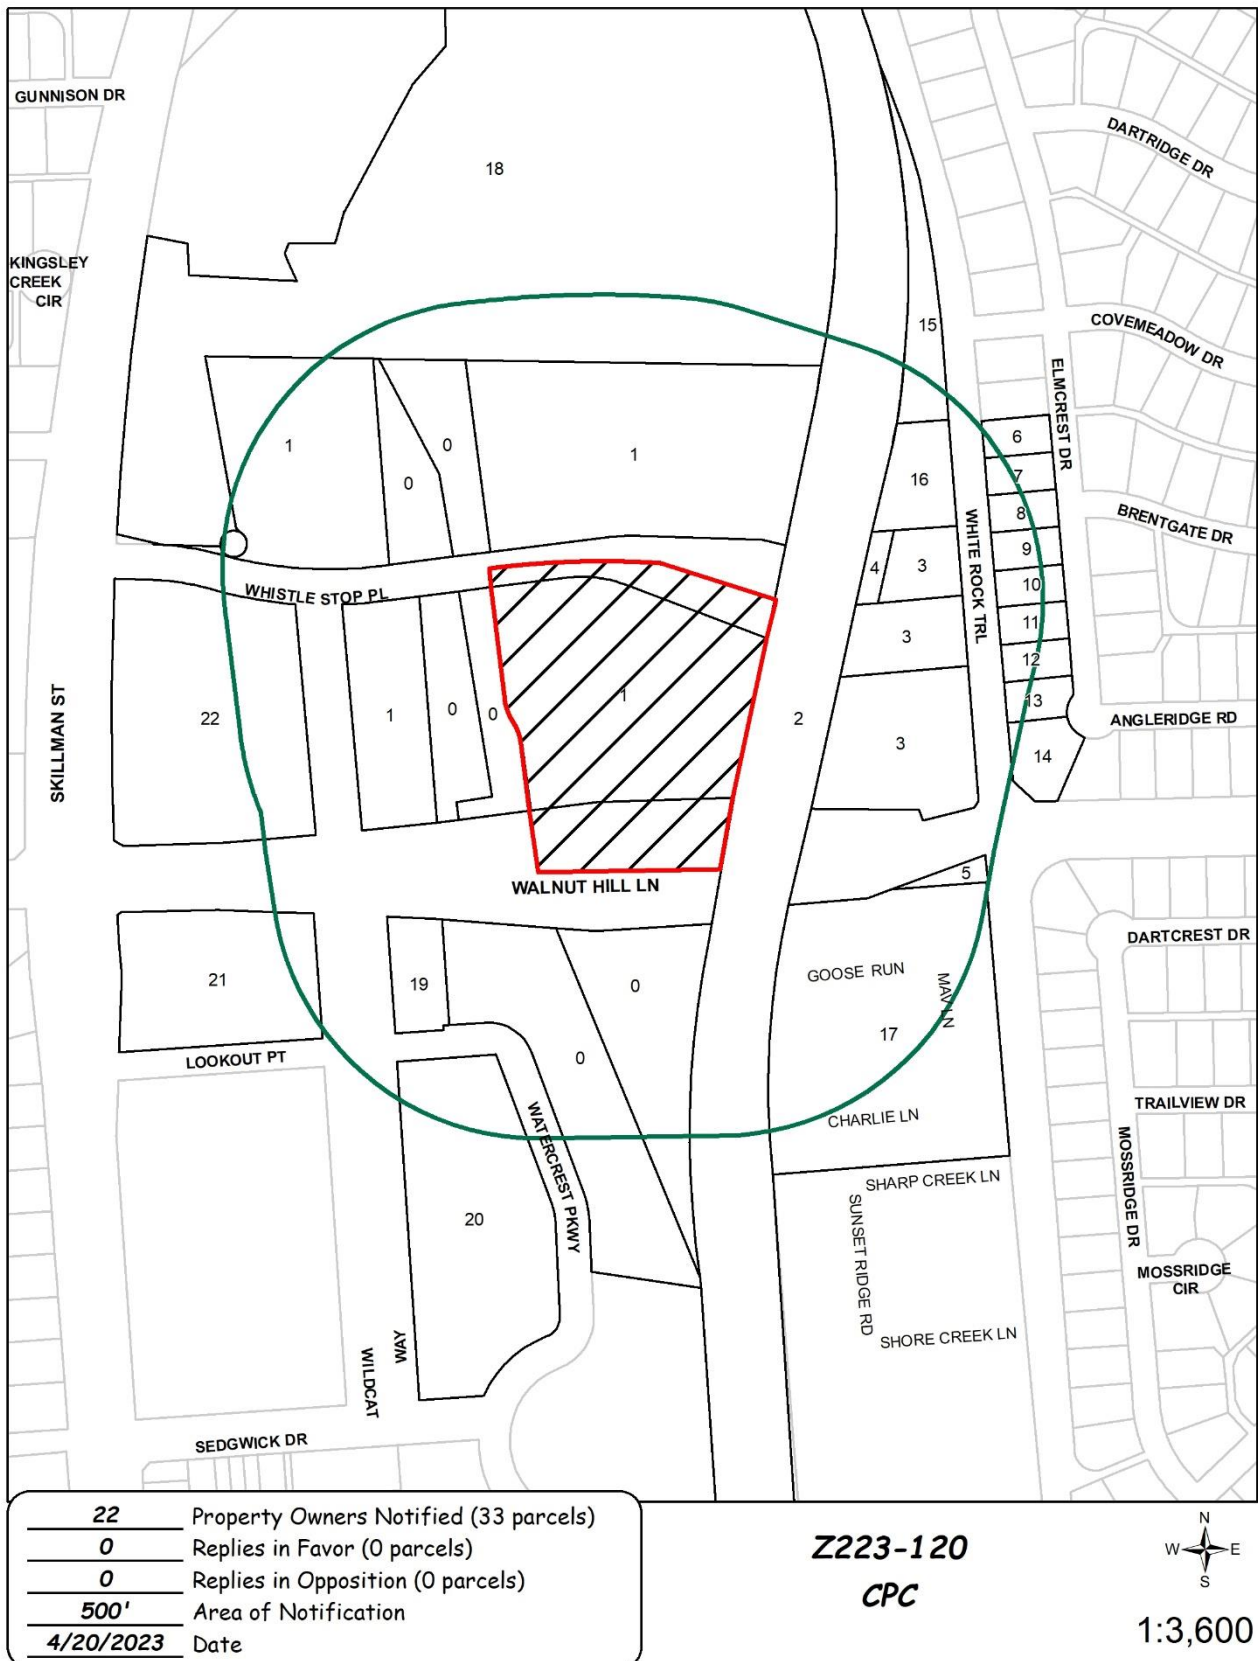 GUNNISON DR
DARTRIDGE DR
18
KINGSLEY
CREEK
CIR
15
COVEMEADOW DR
ELMCREST DR
1
0
0
1
6
7
16
8
WHITE ROCK TRL
BRENTGATE DR
9
4
3
10
WHISTLE STOP PL
11
3
12
SKILLMAN ST
22
1
0
0
1
2
13
ANGLERIDGE RD
3
14
5
WALNUT HILL LN
DARTCREST DR
21
19
0
GOOSE RUN
MAV LN
17
0
LOOKOUT PT
WATERCREST PKWY
CHARLIE LN
TRAILVIEW DR
MOSSRIDGE DR
SHARP CREEK LN
20
SUNSET RIDGE RD
MOSSRIDGE
CIR
SHORE CREEK LN
WILDCAT
WAY
SEDGWICK DR
22 Property Owners Notified (33 parcels)
0 Replies in Favor (0 parcels)
0 Replies in Opposition (0 parcels)
500' Area of Notification
4/20/2023 Date
Z223-120
CPC
N
W E
S
1:3,600